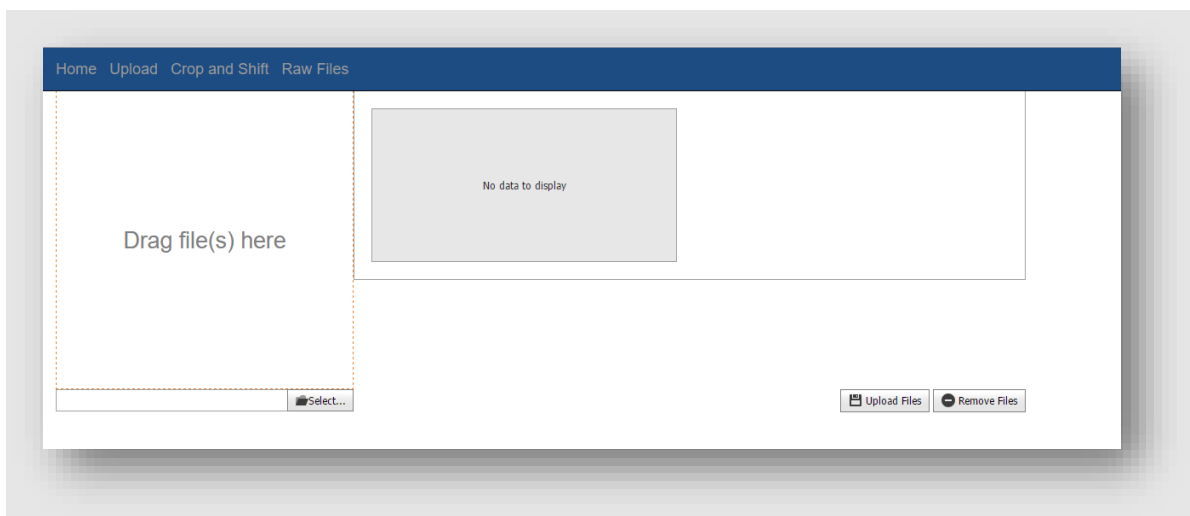 Home Upload Crop and Shift Raw Files
No data to display
Drag file(s) here
Select...
Upload Files
Remove Files